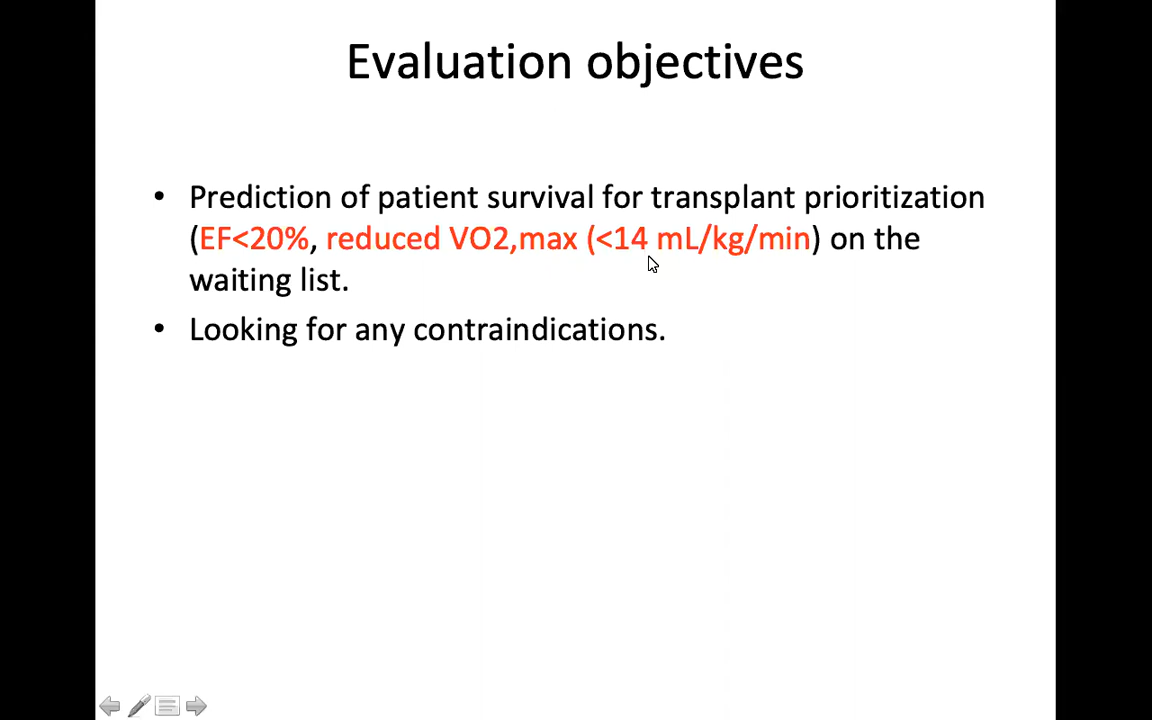 Evaluation objectives
• Prediction of patient survival for transplant prioritization
(EF<20%, reduced VO2,max (<14 mL/kg/min) on the
waiting list.
• Looking for any contraindications.